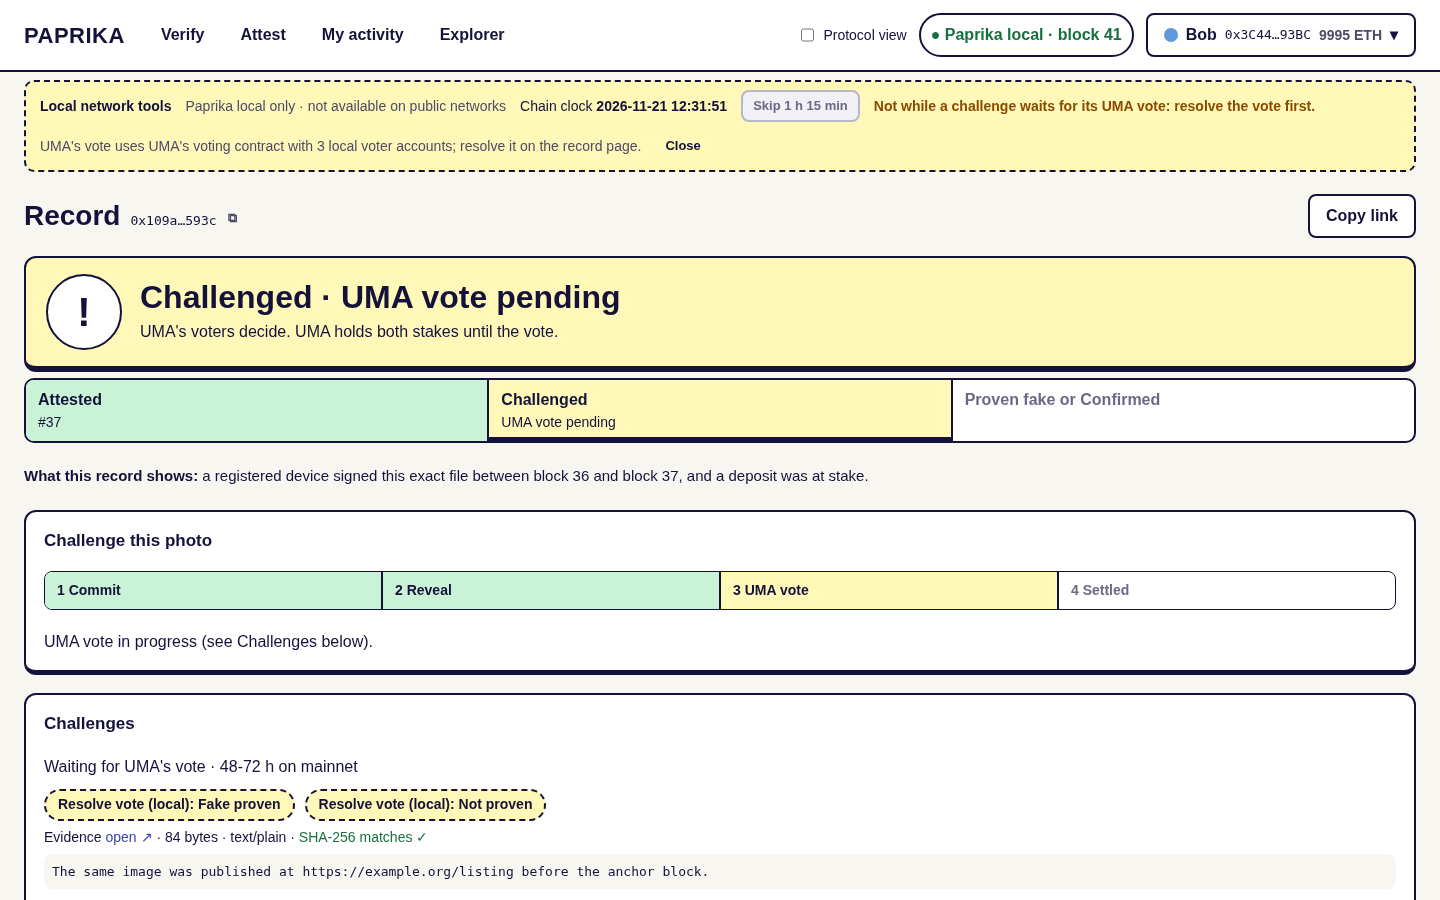 PAPRIKA Verify Attest My activity Explorer Protocol view ● Paprika local · block 41 Bob 0x3C44…93BC 9995 ETH ▼
Local network tools Paprika local only · not available on public networks Chain clock 2026-11-21 12:31:51 Skip 1 h 15 min Not while a challenge waits for its UMA vote: resolve the vote first.
UMA's vote uses UMA's voting contract with 3 local voter accounts; resolve it on the record page. Close
Record 0x109a…593c ⧉ Copy link
! Challenged · UMA vote pending
UMA's voters decide. UMA holds both stakes until the vote.
Attested Challenged Proven fake or Confirmed
#37 UMA vote pending
What this record shows: a registered device signed this exact file between block 36 and block 37, and a deposit was at stake.
Challenge this photo
1 Commit 2 Reveal 3 UMA vote 4 Settled
UMA vote in progress (see Challenges below).
Challenges
Waiting for UMA's vote · 48-72 h on mainnet
Resolve vote (local): Fake proven Resolve vote (local): Not proven
Evidence open ↗ · 84 bytes · text/plain · SHA-256 matches ✓
The same image was published at https://example.org/listing before the anchor block.